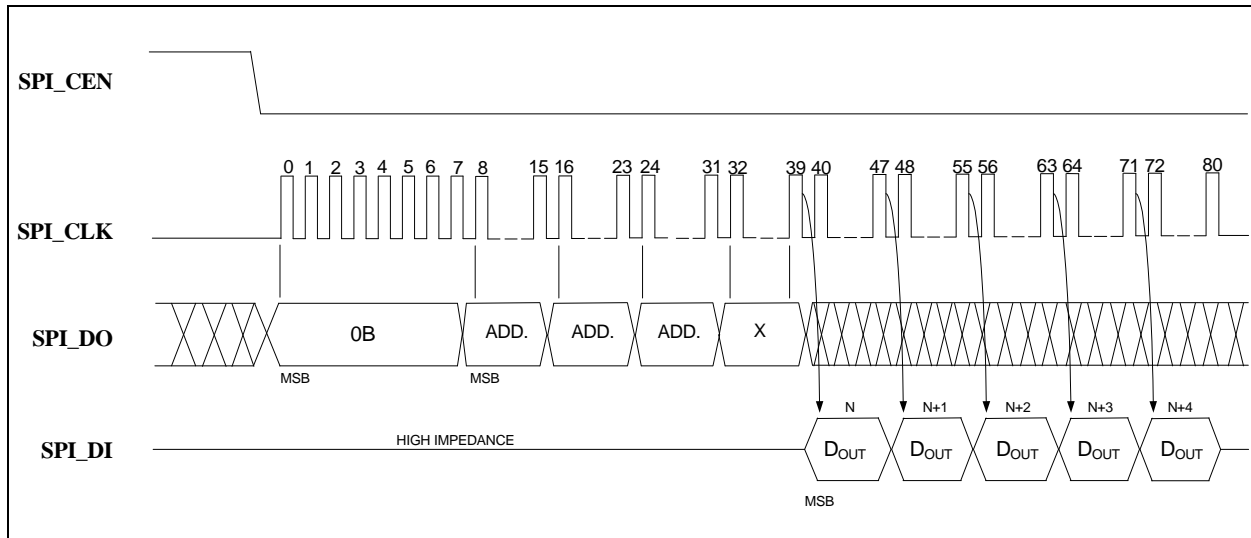 SPI_CEN
0 1 2 3 4 5 6 7 8 15 16 23 24 31 32 39 40 47 48 55 56 63 64 71 72 80
SPI_CLK
SPI_DO
0B ADD. ADD. ADD. X
MSB MSB
N N+1 N+2 N+3 N+4
HIGH IMPEDANCE
SPI_DI
DOUT DOUT DOUT DOUT DOUT
MSB